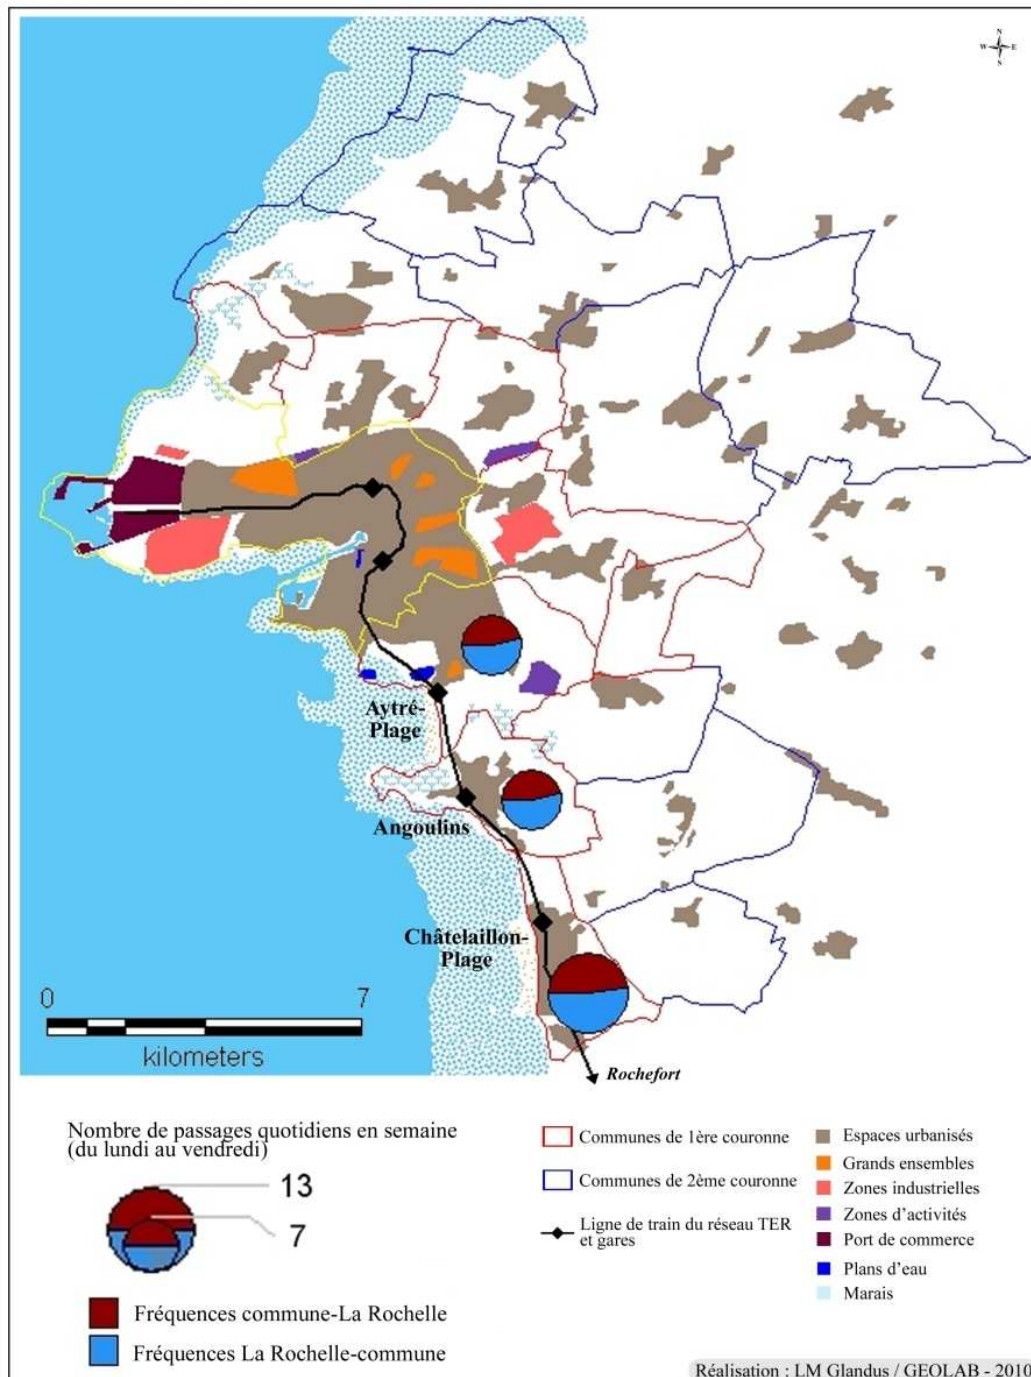 N
W E
S
Aytré-
Plage
Angoulins
Châtelaillon-
Plage
0 7
kilometers
Rochefort
Nombre de passages quotidiens en semaine
(du lundi au vendredi)
13
7
Fréquences commune-La Rochelle
Fréquences La Rochelle-commune
Communes de 1ère couronne
Communes de 2ème couronne
Ligne de train du réseau TER
et gares
Espaces urbanisés
Grands ensembles
Zones industrielles
Zones d'activités
Port de commerce
Plans d'eau
Marais
Réalisation : LM Glandus / GEOLAB - 2010